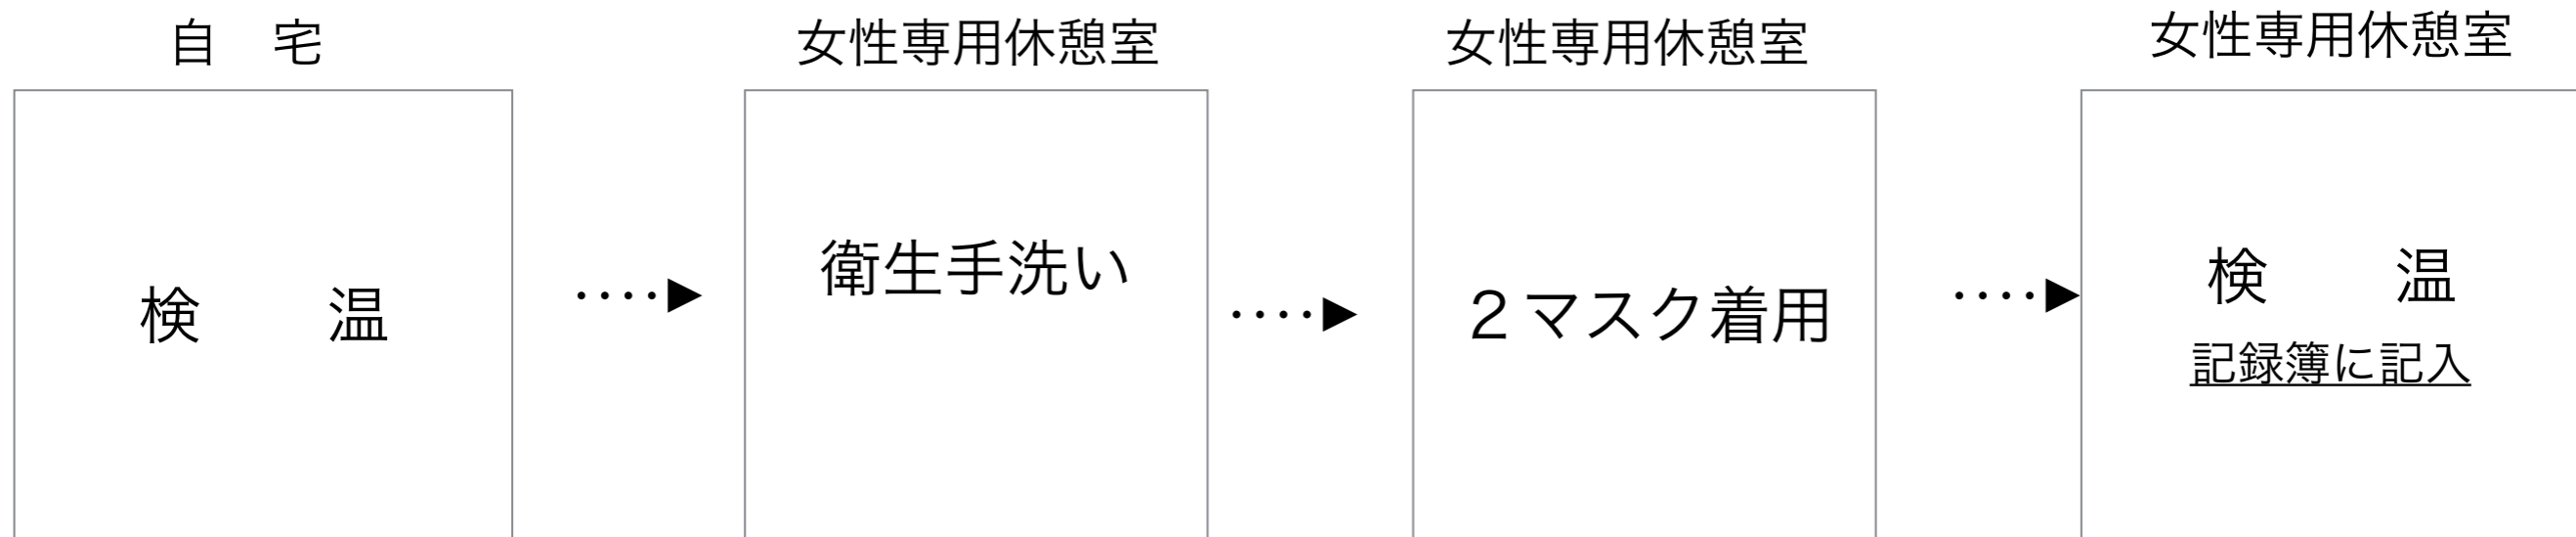 自　宅
検　　温
女性専用休憩室
衛生手洗い
女性専用休憩室
２マスク着用
女性専用休憩室
検　　温
記録簿に記入